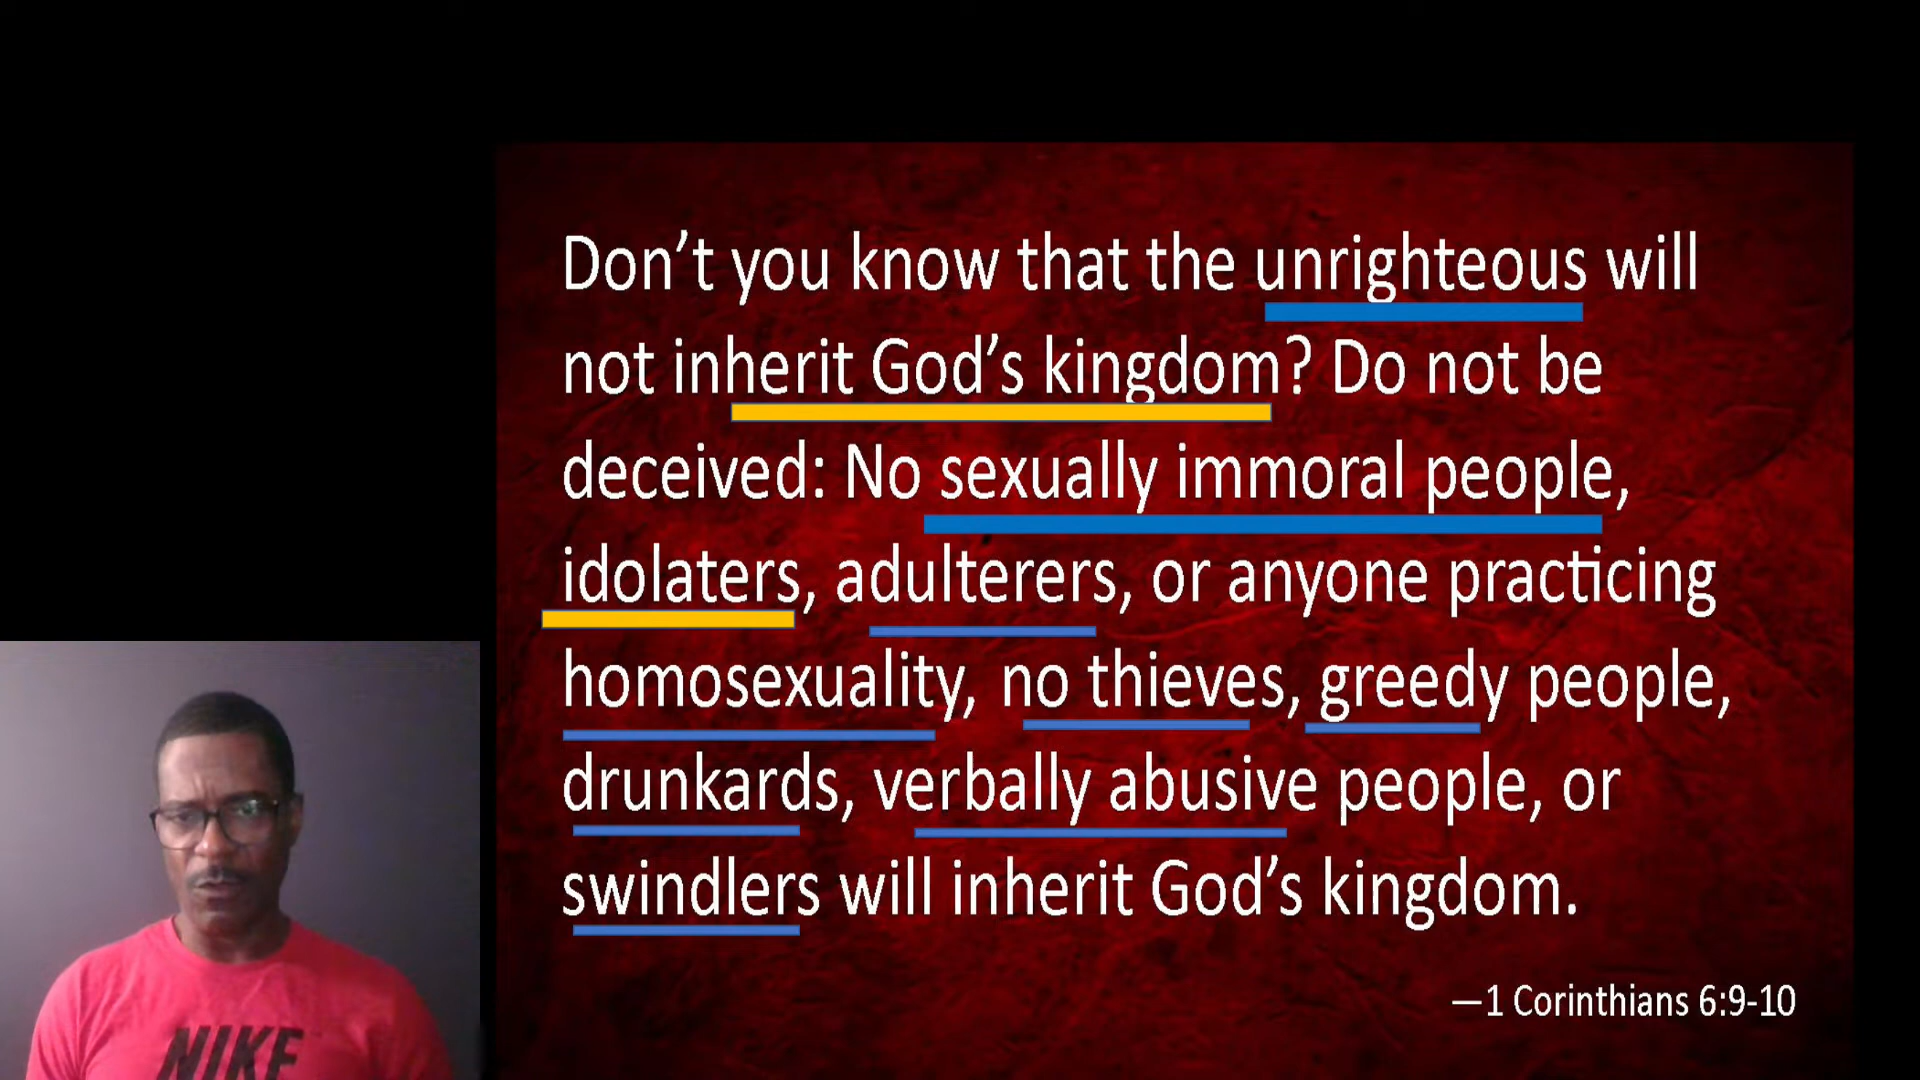 Don’t you know that the unrighteous will
not inherit God’s kingdom? Do not be
deceived: No sexually immoral people,
idolaters, adulterers, or anyone practicing
homosexuality, no thieves, greedy people,
drunkards, verbally abusive people, or
swindlers will inherit God’s kingdom.
—1 Corinthians 6:9-10
NIKE